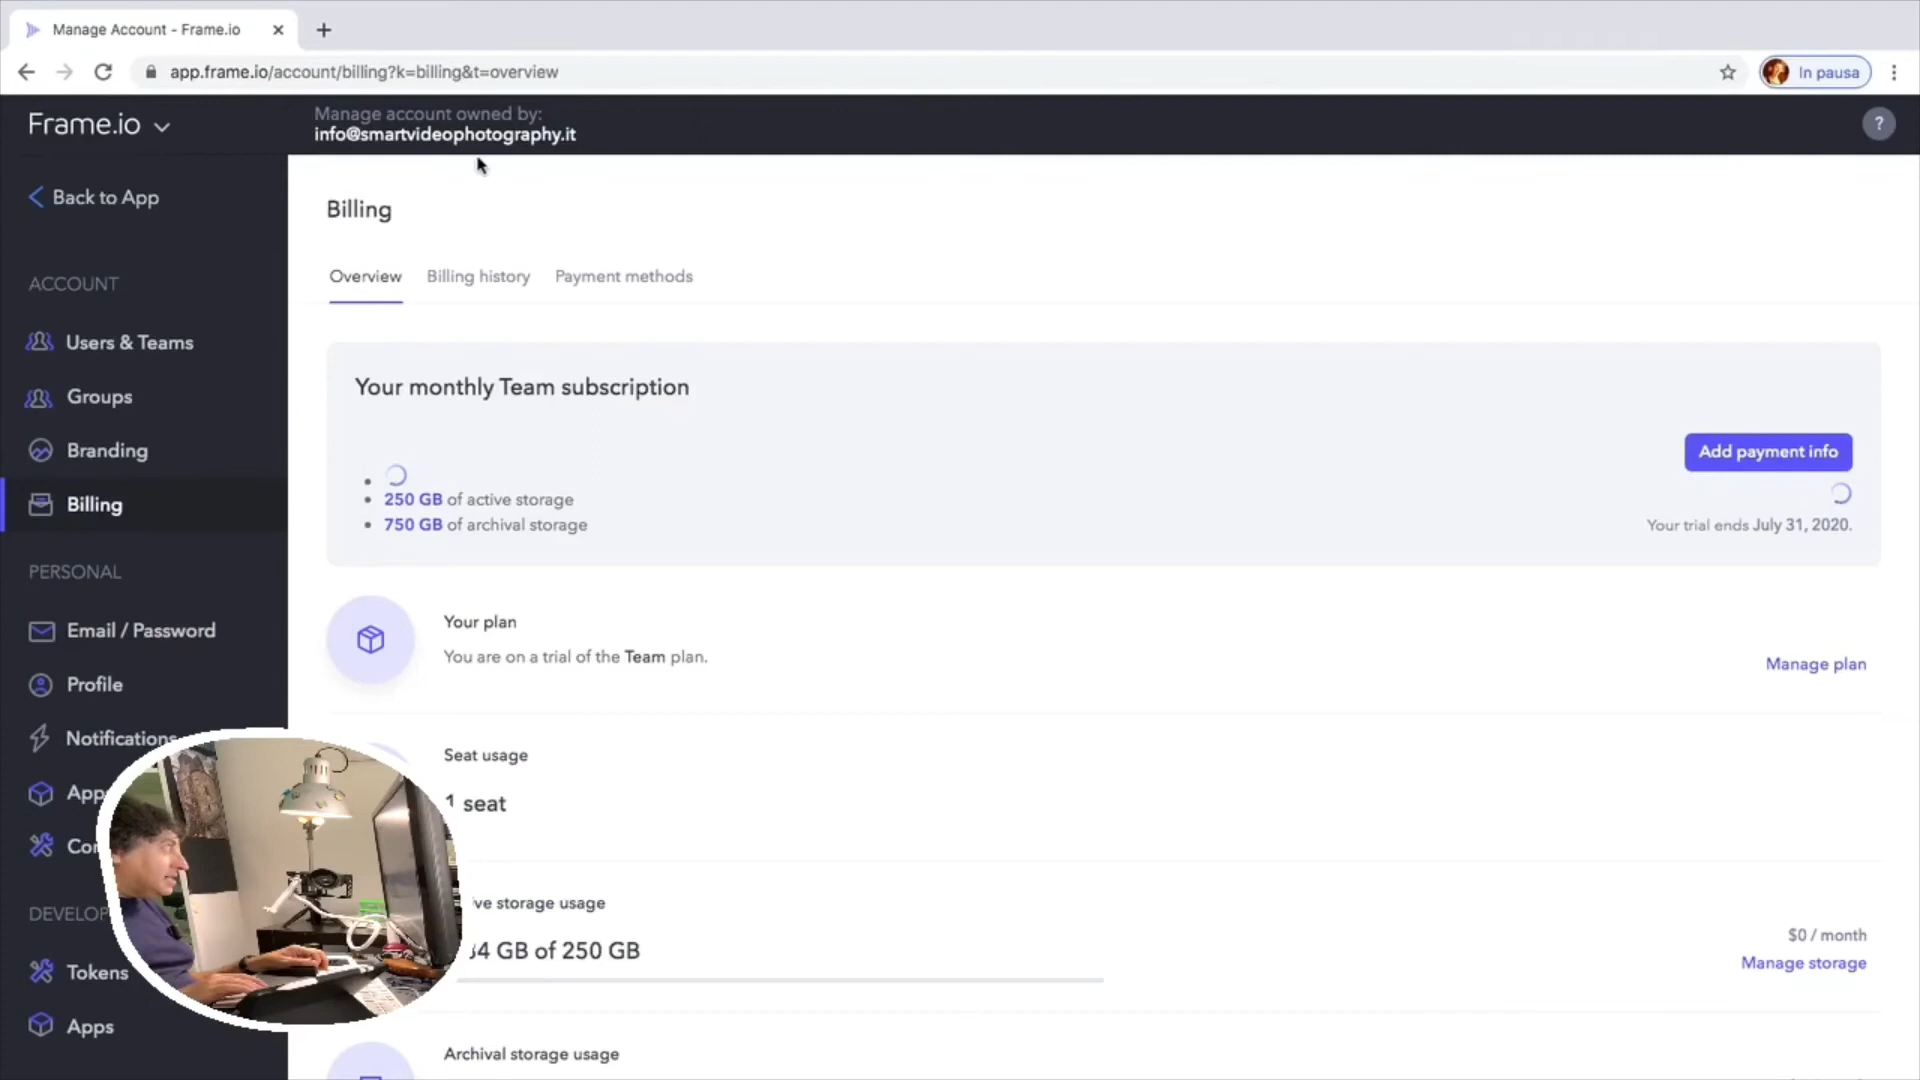 Manage Account - Frame.io
app.frame.io/account/billing?k=billing&t=overview
In pausa
Frame.io
Manage account owned by:
info@smartvideophotography.it
?
Back to App
ACCOUNT
Users & Teams
Groups
Branding
Billing
PERSONAL
Email / Password
Profile
Notifications
DEVELOP
Tokens
Apps
Billing
Overview
Billing history
Payment methods
Your monthly Team subscription
250 GB of active storage
750 GB of archival storage
Add payment info
Your trial ends July 31, 2020.
Your plan
You are on a trial of the Team plan.
Manage plan
Seat usage
1 seat
storage usage
GB of 250 GB
$0 / month
Manage storage
Archival storage usage